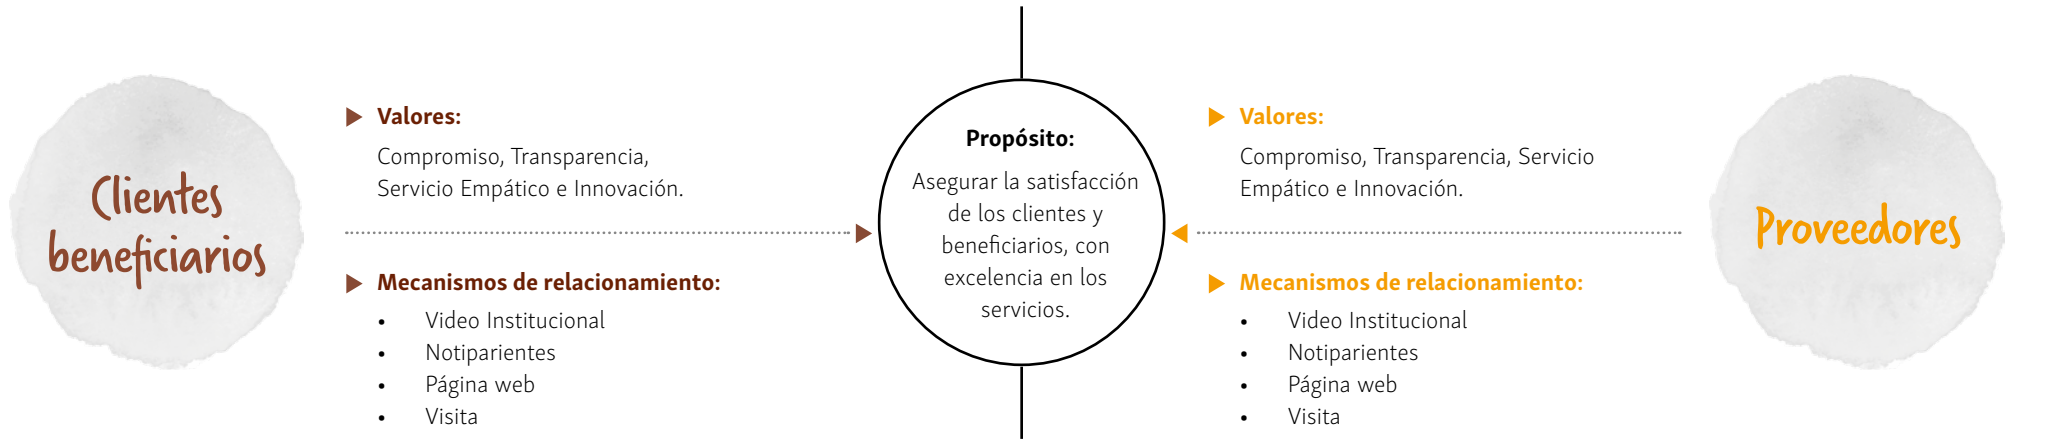 Clientes
beneficiarios
Valores:
Compromiso, Transparencia,
Servicio Empático e Innovación.
Mecanismos de relacionamiento:
• Video Institucional
• Notiparientes
• Página web
• Visita
Propósito:
Asegurar la satisfacción
de los clientes y
beneficiarios, con
excelencia en los
servicios.
Valores:
Compromiso, Transparencia, Servicio
Empático e Innovación.
Mecanismos de relacionamiento:
• Video Institucional
• Notiparientes
• Página web
• Visita
Proveedores